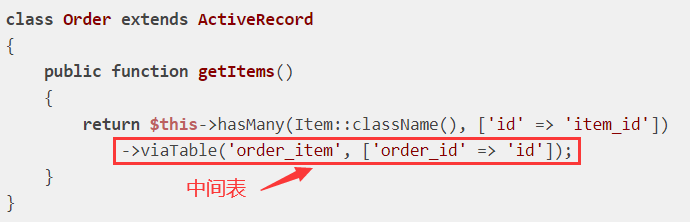 class Order extends ActiveRecord
{
    public function getItems()
    {
        return $this->hasMany(Item::className(), ['id' => 'item_id'])
            ->viaTable('order_item', ['order_id' => 'id']);
中间表
    }
}